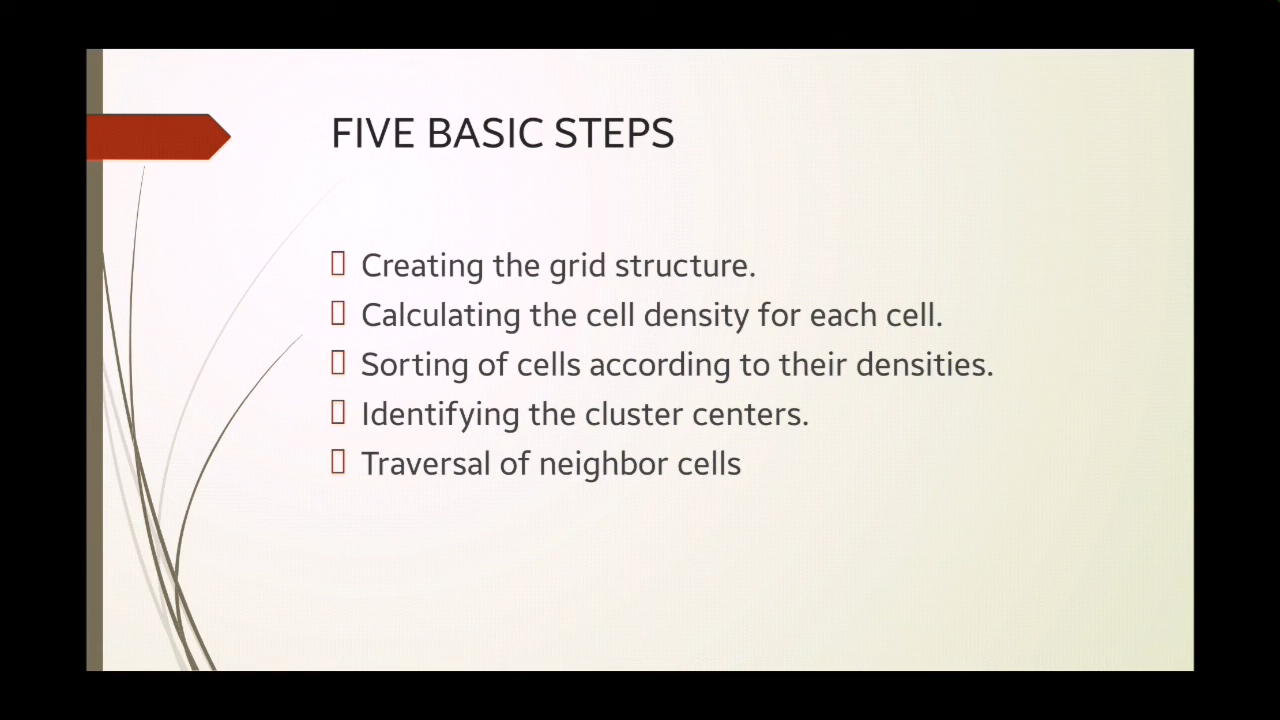 FIVE BASIC STEPS
Creating the grid structure.
Calculating the cell density for each cell.
Sorting of cells according to their densities.
Identifying the cluster centers.
Traversal of neighbor cells